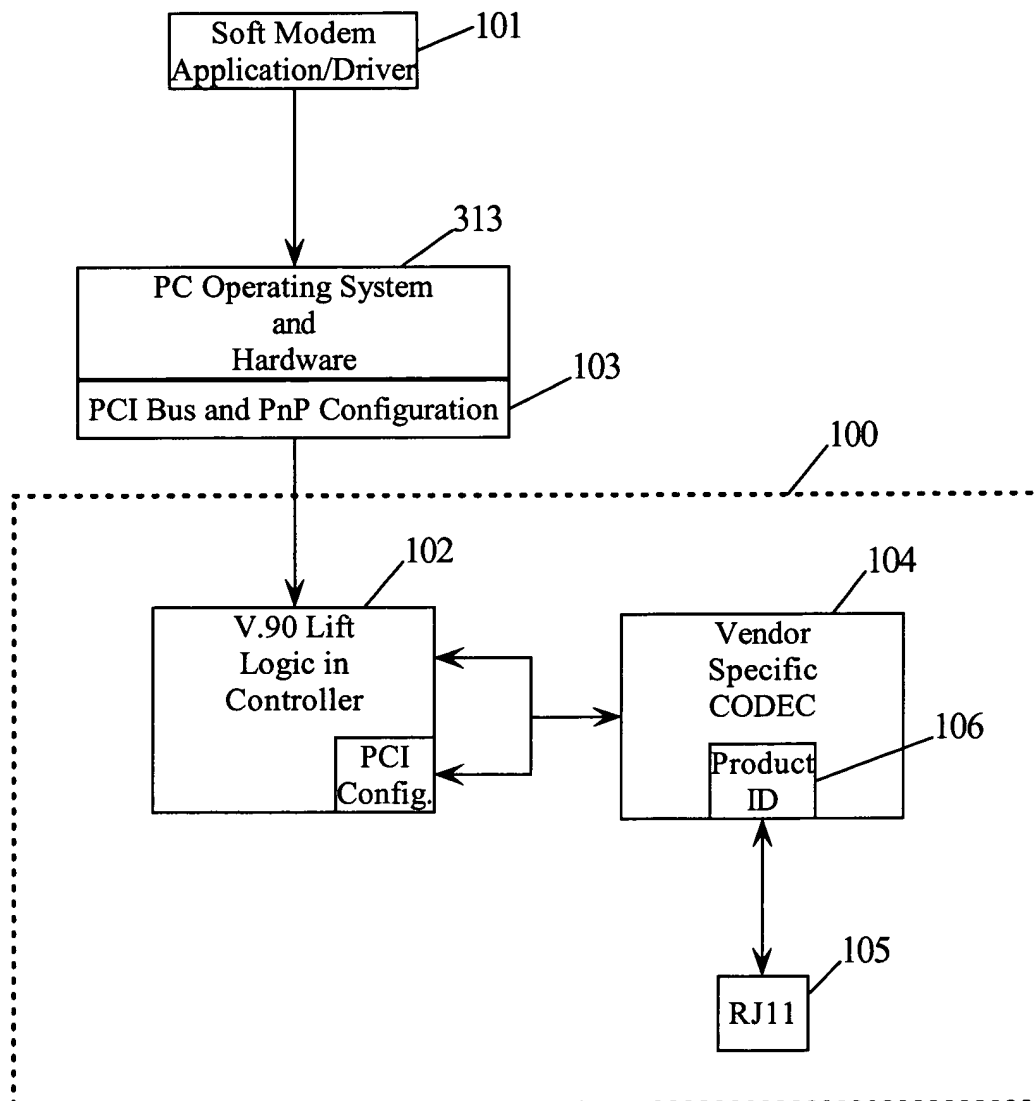 Soft Modem
Application/Driver
101
313
PC Operating System
and
Hardware
103
PCI Bus and PnP Configuration
100
102
104
V.90 Lift
Logic in
Controller
Vendor
Specific
CODEC
106
PCI
Config.
Product
ID
105
RJ11